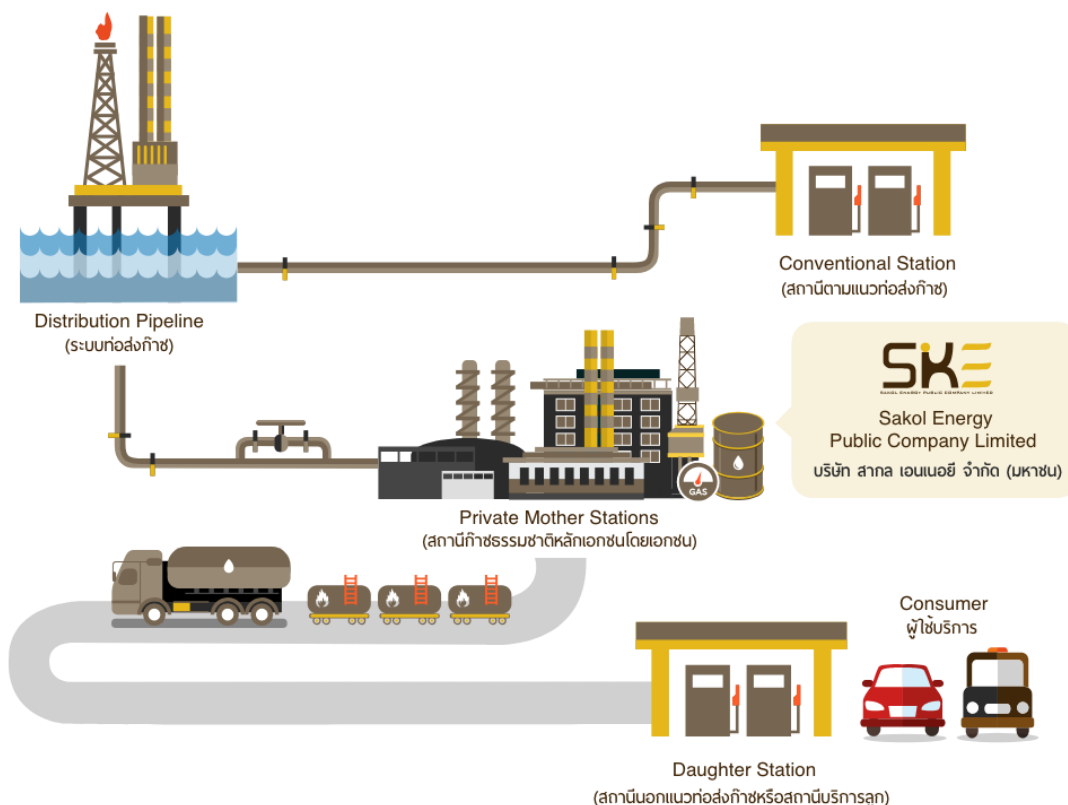 Conventional Station
(สถานีตามแนวท่อส่งก๊าซ)
Distribution Pipeline
(ระบบท่อส่งก๊าซ)
SKE
SAKOL ENERGY PUBLIC COMPANY LIMITED
Sakol Energy
Public Company Limited
บริษัท สากล เอนเนอยี จำกัด (มหาชน)
GAS
Private Mother Stations
(สถานีก๊าซธรรมชาติหลักเอกชนโดยเอกชน)
Consumer
ผู้ใช้บริการ
Daughter Station
(สถานีนอกแนวท่อส่งก๊าซหรือสถานีบริการลูก)